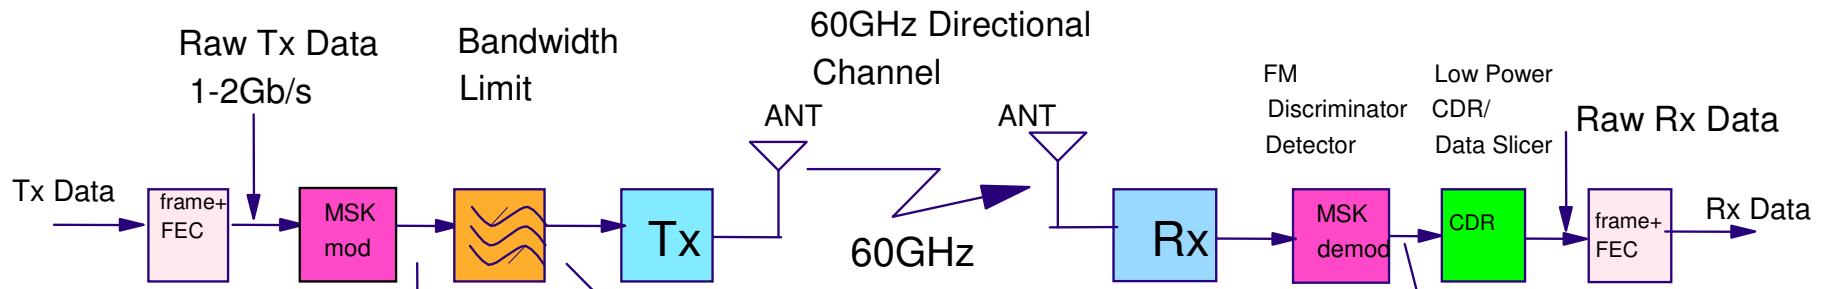 Raw Tx Data
1-2Gb/s
Bandwidth
Limit
60GHz Directional
Channel
ANT
ANT
FM
Discriminator
Detector
Low Power
CDR/
Data Slicer
Raw Rx Data
Tx Data
frame+
FEC
MSK
mod
Tx
60GHz
Rx
MSK
demod
CDR
frame+
FEC
Rx Data